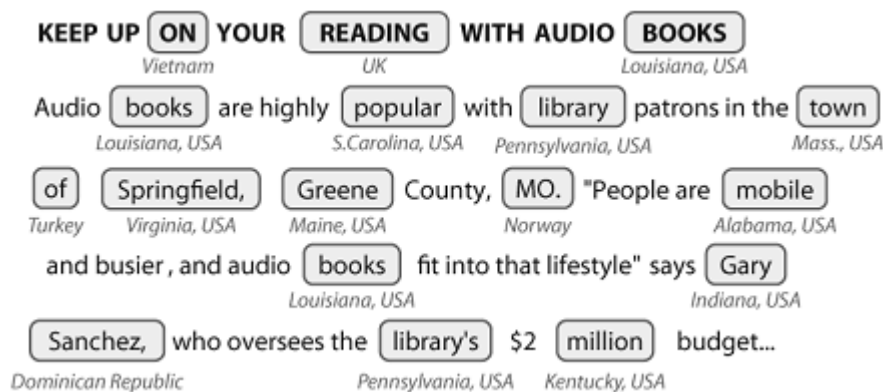 KEEP UP ON YOUR READING WITH AUDIO BOOKS
Vietnam UK Louisiana, USA
Audio books are highly popular with library patrons in the town
Louisiana, USA S.Carolina, USA Pennsylvania, USA Mass., USA
of Springfield, Greene County, MO. "People are mobile
Turkey Virginia, USA Maine, USA Norway Alabama, USA
and busier, and audio books fit into that lifestyle" says Gary
Louisiana, USA Indiana, USA
Sanchez, who oversees the library's $2 million budget...
Dominican Republic Pennsylvania, USA Kentucky, USA